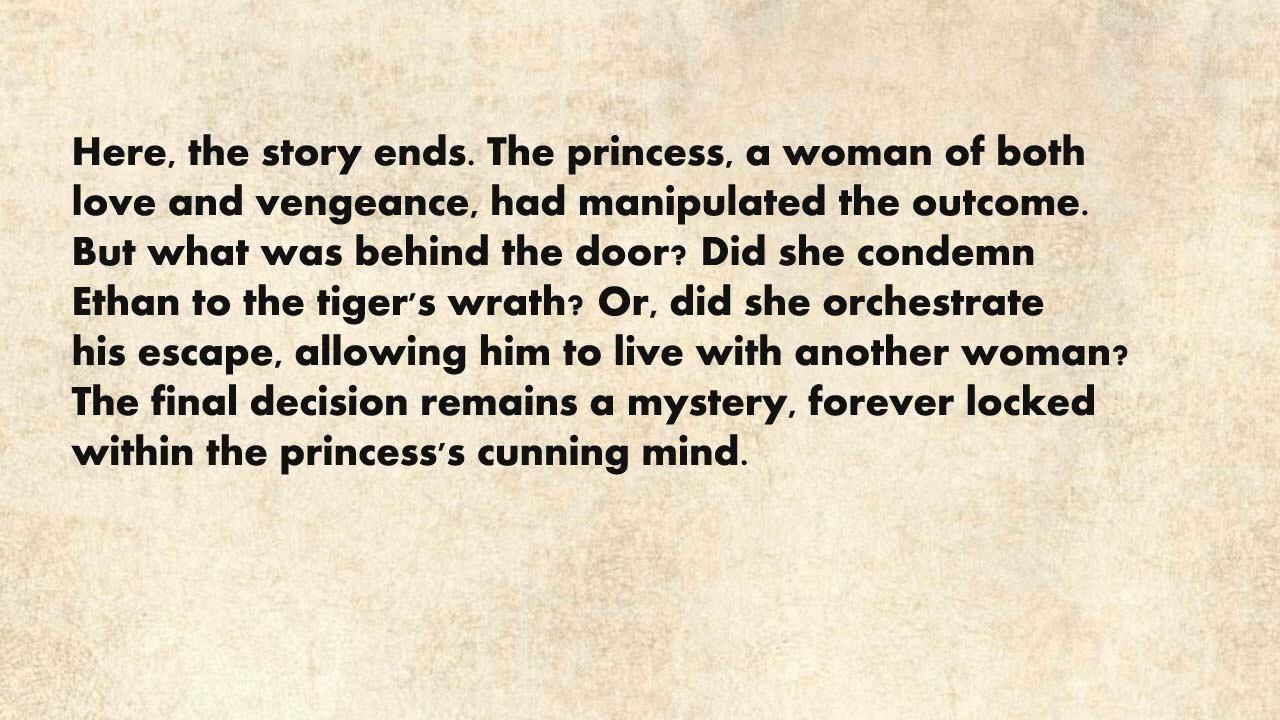 Here, the story ends. The princess, a woman of both
love and vengeance, had manipulated the outcome.
But what was behind the door? Did she condemn
Ethan to the tiger's wrath? Or, did she orchestrate
his escape, allowing him to live with another woman?
The final decision remains a mystery, forever locked
within the princess's cunning mind.